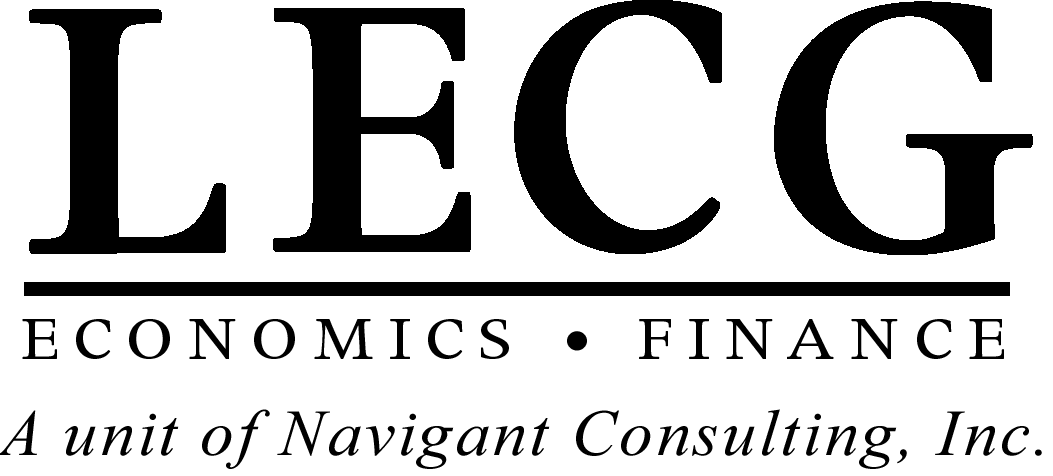 LECG
ECONOMICS • FINANCE
A unit of Navigant Consulting, Inc.